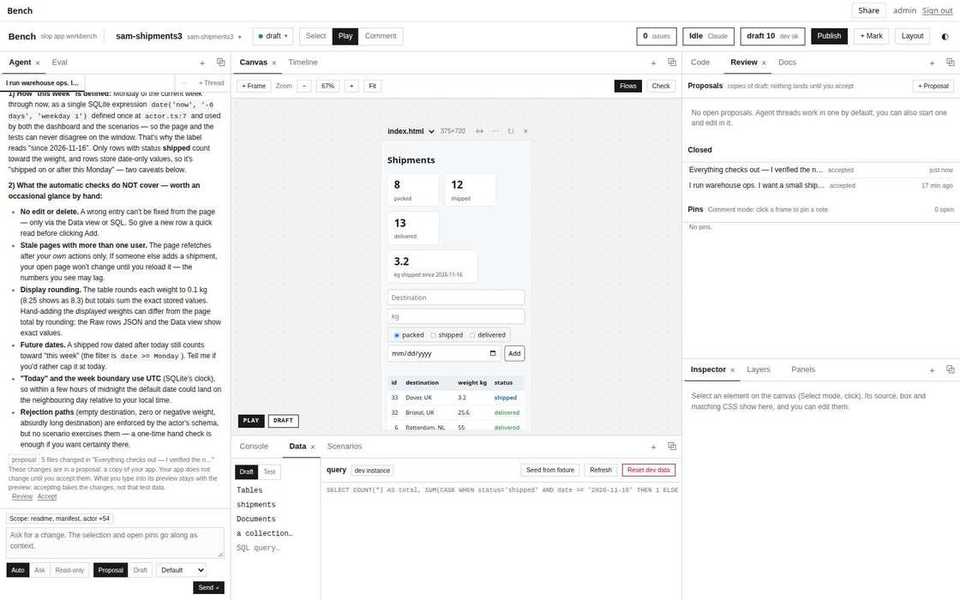 Bench
Share admin Sign out
Bench slop app workbench sam-shipments3 sam-shipments3 draft Select Play Comment 0 issues Idle Claude draft 10 dev ok Publish + Mark Layout
Agent × Eval
I run warehouse ops. I... ... + Thread
1) How "this week" is defined: Monday of the week
through now, as a single SQLite expression date('now', '-6
days', 'weekday 1') defined once at actor.ts:7 and used
by both the dashboard and the scenarios — so the page and the
tests can never disagree on the window. That's why the label
reads "since 2026-11-16". Only rows with status shipped count
toward the weight, and rows store date-only values, so it's
"shipped on or after this Monday" — two caveats below.
2) What the automatic checks do NOT cover — worth an
occasional glance by hand:
• No edit or delete. A wrong entry can't be fixed from the page
— only via the Data view or SQL. So give a new row a quick
read before clicking Add.
• Stale pages with more than one user. The page refetches
after your own actions only. If someone else adds a shipment,
your open page won't change until you reload it — the
numbers you see may lag.
• Display rounding. The table rounds each weight to 0.1 kg
(8.25 shows as 8.3) but totals sum the exact stored values.
Hand-adding the displayed weights can differ from the page
total by rounding: the Raw rows JSON and the Data view show
exact values.
• Future dates. A shipped row dated after today still counts
toward "this week" (the filter is date >= Monday ). Tell me if
you'd rather cap it at today.
• "Today" and the week boundary use UTC (SQLite's clock),
so within a few hours of midnight the default date could land on
the neighbouring day relative to your local time.
• Rejection paths (empty destination, zero or negative weight,
absurdly long destination) are enforced by the actor's schema,
but no scenario exercises them — a one-time hand check is
enough if you want certainty there.
proposal 5 files changed in "Everything checks out — I verified the n..."
These changes are in a proposal: a copy of your app. Your app does not
change until you accept them. What you type into its preview stays with the
preview: accepting takes the changes, not that test data.
Review Accept
Scope: readme, manifest, actor +54
Ask for a change. The selection and open pins go along as
context.
Auto Ask Read-only Proposal Draft Default
Send
Canvas × Timeline
+ Frame Zoom − 67% + Fit Flows Check
index.html 375×720 ↔ ··· ×
Shipments
8
packed
12
shipped
13
delivered
3.2
kg shipped since 2026-11-16
Destination
kg
packed shipped delivered
mm/dd/yyyy Add
id destination weight kg status
33 Dover, UK 3.2 shipped
32 Bristol, UK 25.6 delivered
6 Rotterdam, NL 55 delivered
PLAY DRAFT
Console Data × Scenarios
Draft Test
Tables
shipments
Documents
a collection…
SQL query…
query dev instance Seed from fixture Refresh Reset dev data
SELECT COUNT(*) AS total, SUM(CASE WHEN status='shipped' AND date >= '2026-11-16' THEN 1 ELSE
Code Review × Docs
Proposals copies of draft: nothing lands until you accept + Proposal
No open proposals. Agent threads work in one by default, you can also start one
and edit in it.
Closed
Everything checks out — I verified the n… accepted just now
I run warehouse ops. I want a small ship… accepted 17 min ago
Pins Comment mode: click a frame to pin a note 0 open
No pins.
Inspector × Layers Panels
Select an element on the canvas (Select mode, click). Its source, box and
matching CSS show here, and you can edit them.